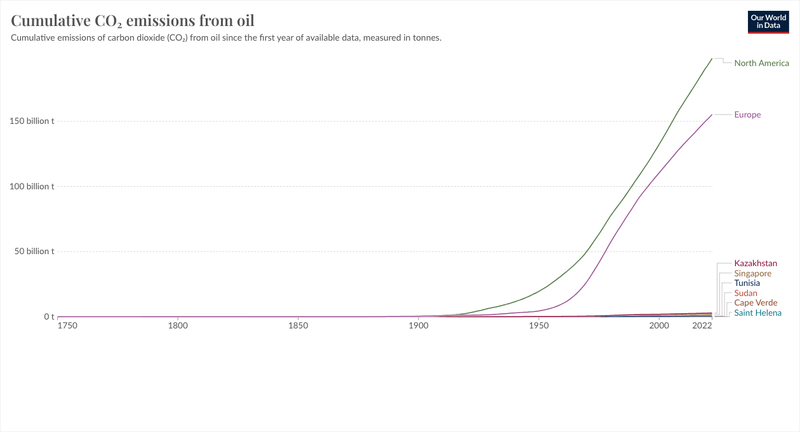 Cumulative CO₂ emissions from oil
Cumulative emissions of carbon dioxide (CO₂) from oil since the first year of available data, measured in tonnes.
Our World
in Data
North America
150 billion t
Europe
100 billion t
50 billion t
Kazakhstan
Singapore
Tunisia
Sudan
Cape Verde
Saint Helena
0 t
1750
1800
1850
1900
1950
2000
2022